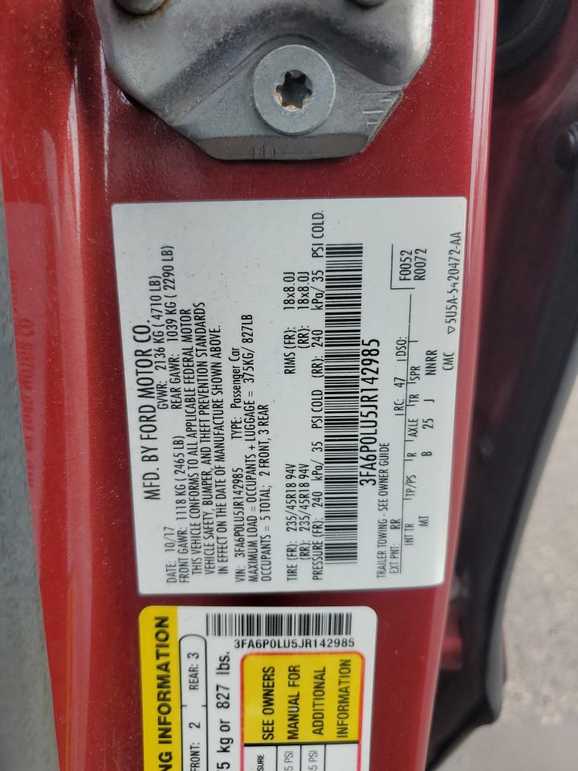 MFD. BY FORD MOTOR CO.
DATE: 10/17 GVWR: 2136 KG ( 4710 LB)
FRONT GAWR: 1118 KG ( 2465 LB) REAR GAWR: 1039 KG ( 2290 LB)
THIS VEHICLE CONFORMS TO ALL APPLICABLE FEDERAL MOTOR
VEHICLE SAFETY, BUMPER, AND THEFT PREVENTION STANDARDS
IN EFFECT ON THE DATE OF MANUFACTURE SHOWN ABOVE.
VIN: 3FA6P0LU5JR142985 TYPE: Passenger Car
MAXIMUM LOAD = OCCUPANTS + LUGGAGE = 375KG/ 827LB
OCCUPANTS = 5 TOTAL; 2 FRONT, 3 REAR
TIRE (FR): 235/45R18 94V RIMS (FR): 18x8.0J
(RR): 235/45R18 94V (RR): 18x8.0J
PRESSURE (FR): 240 kPa/ 35 PSI COLD (RR): 240 kPa/ 35 PSI COLD.
3FA6P0LU5JR142985
TRAILER TOWING - SEE OWNER GUIDE
EXT PNT: RR RC: 47 DSO: F0052
R0072
INT TR TP/PS R AXLE TR SPR
MT B 25 J NNRR
CMC ▽5U5A-5420472-AA
3FA6P0LU5JR142985
NG INFORMATION
FRONT: 2 REAR: 3
5 kg or 827 lbs.
SEE OWNERS
MANUAL FOR
ADDITIONAL
INFORMATION
5 PSI
5 PSI